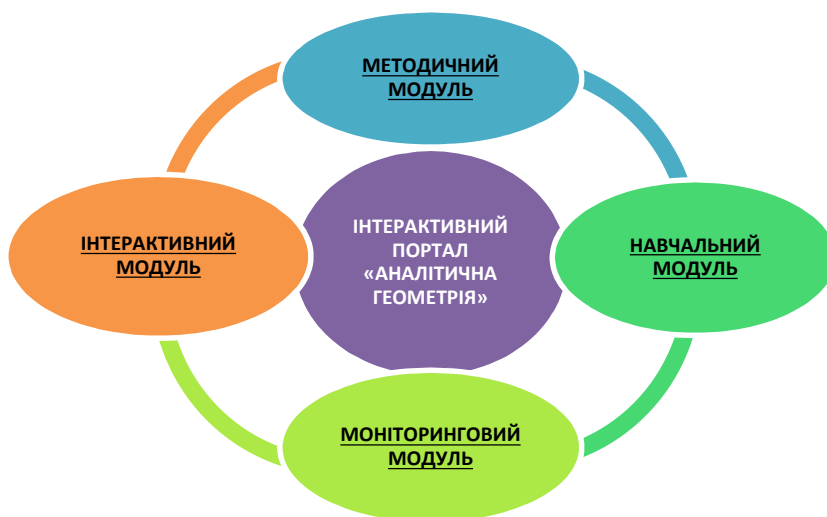 МЕТОДИЧНИЙ
МОДУЛЬ
ІНТЕРАКТИВНИЙ
МОДУЛЬ
ІНТЕРАКТИВНИЙ
ПОРТАЛ
«АНАЛІТИЧНА
ГЕОМЕТРІЯ»
НАВЧАЛЬНИЙ
МОДУЛЬ
МОНІТОРИНГОВИЙ
МОДУЛЬ